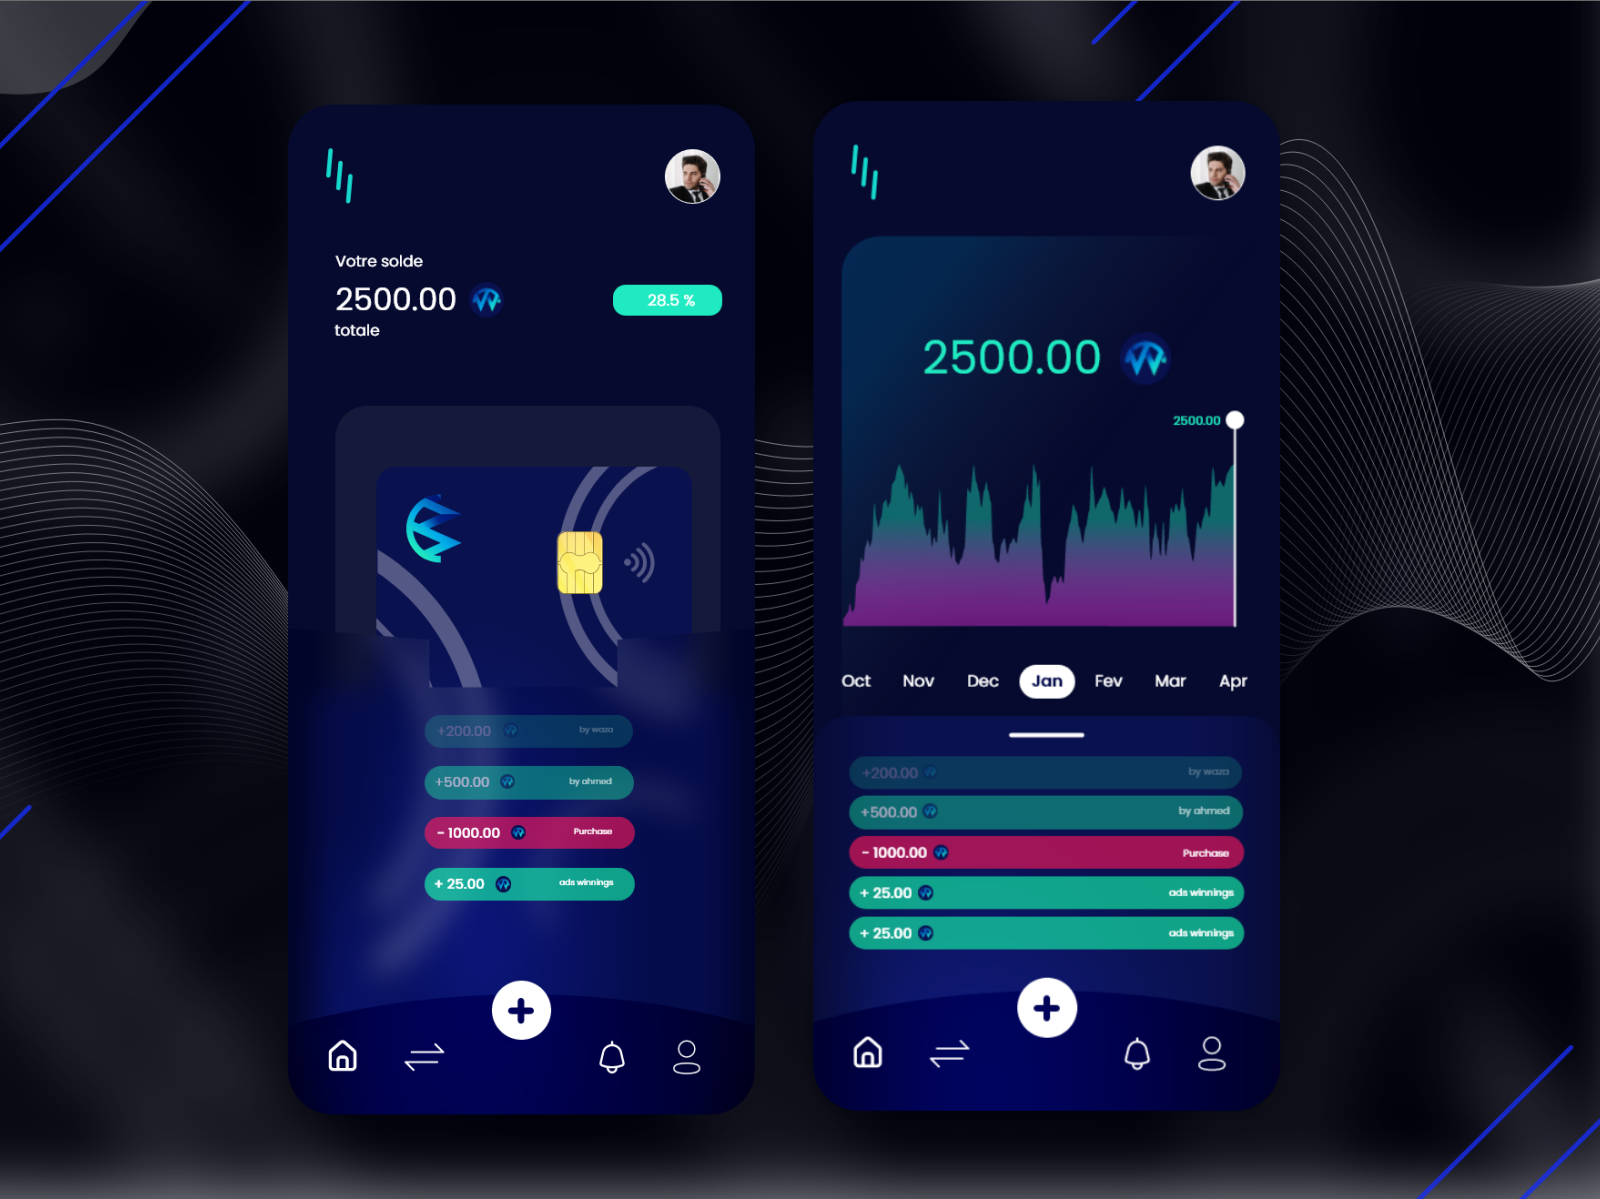 Votre solde
2500.00
totale
28.5 %
+200.00 by waza
+500.00 by ahmed
- 1000.00 Purchase
+ 25.00 ads winnings
2500.00
2500.00
Oct Nov Dec Jan Fev Mar Apr
+200.00 by waza
+500.00 by ahmed
- 1000.00 Purchase
+ 25.00 ads winnings
+ 25.00 ads winnings